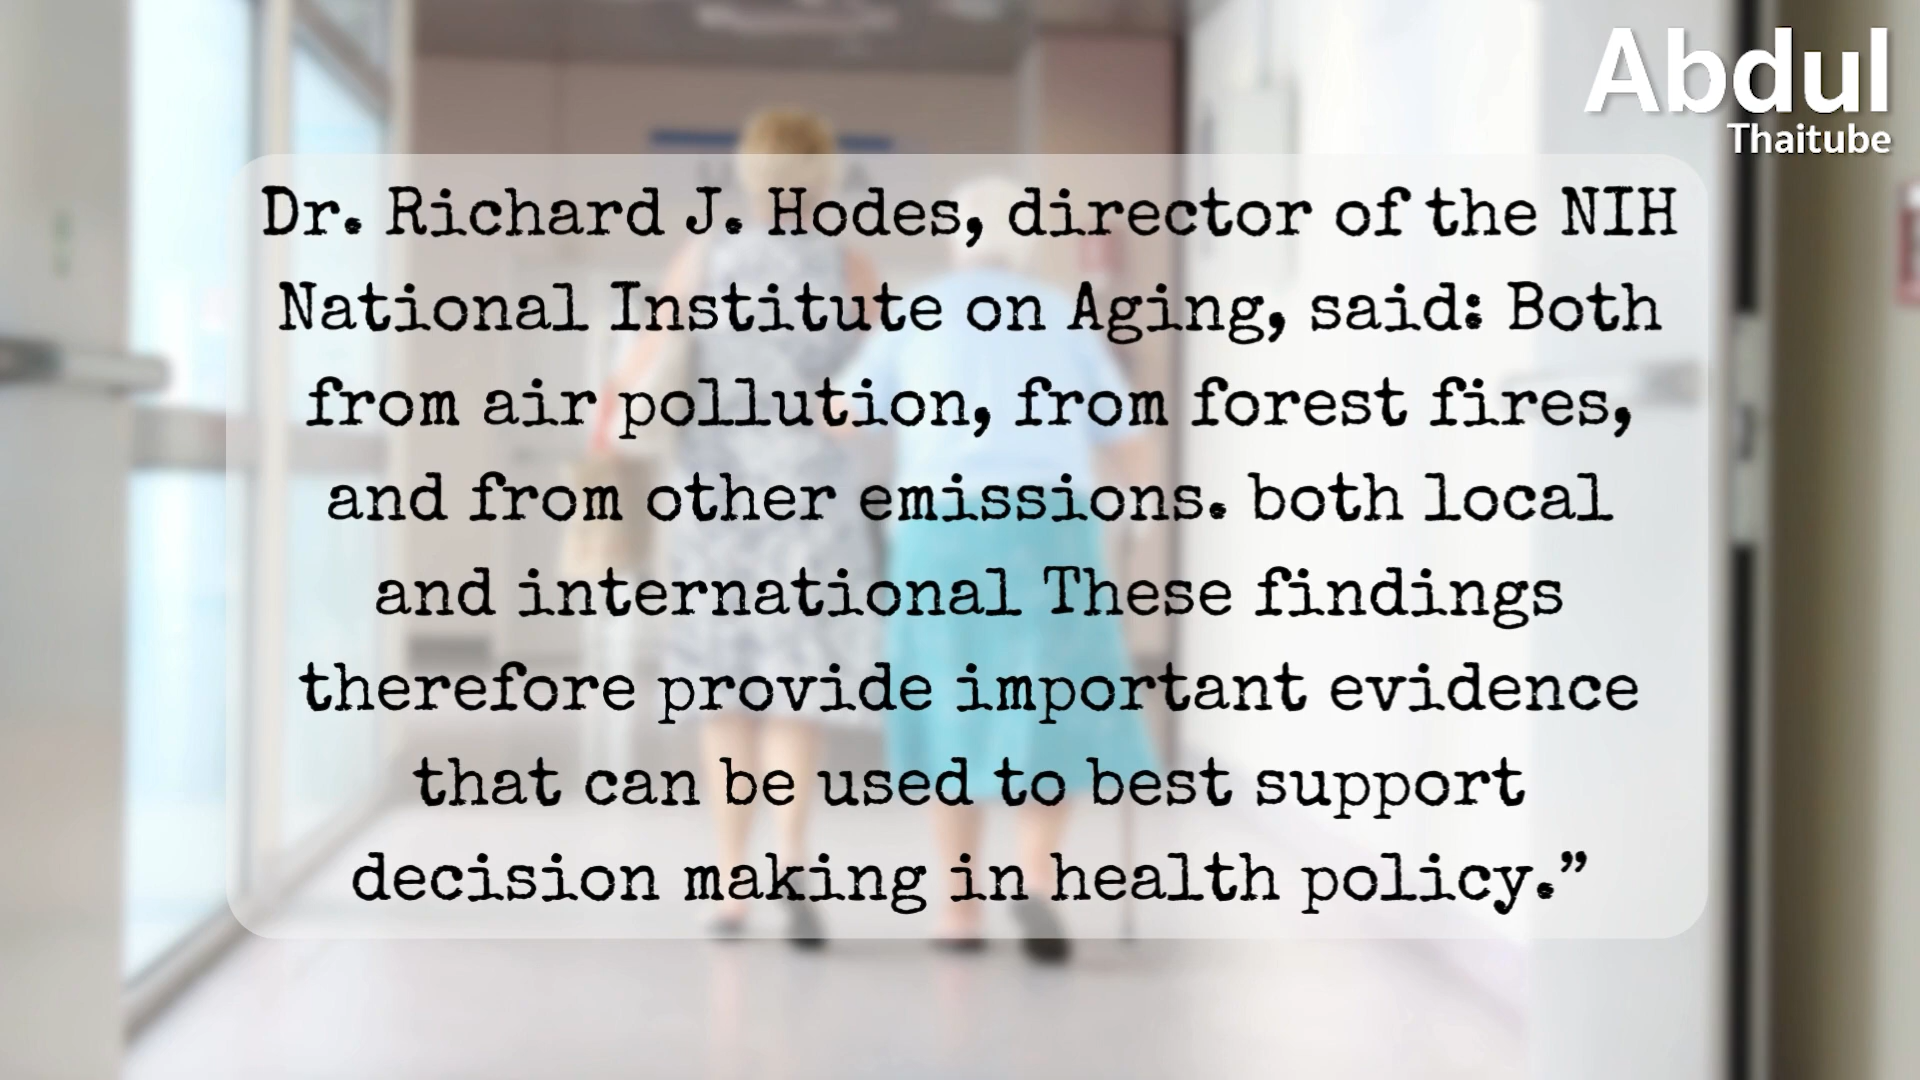 Abdul
Thaitube
Dr. Richard J. Hodes, director of the NIH
National Institute on Aging, said: Both
from air pollution, from forest fires,
and from other emissions. both local
and international These findings
therefore provide important evidence
that can be used to best support
decision making in health policy.”